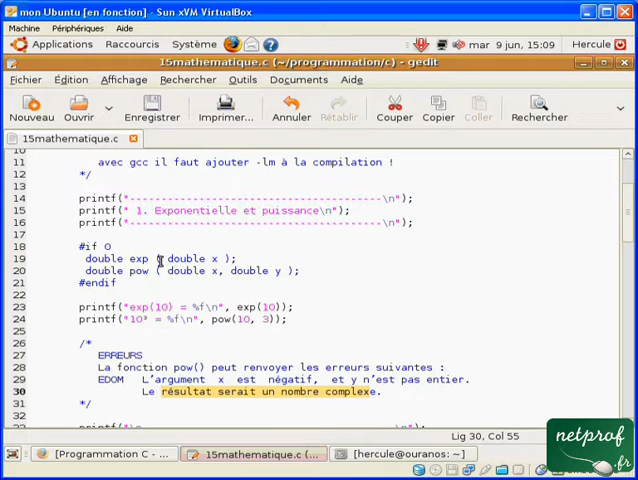 mon Ubuntu [en fonction] - Sun xVM VirtualBox
Machine Périphériques Aide
Applications Raccourcis Système mar 9 jun, 15:09 Hercule
15mathematique.c (~/programmation/c) - gedit
Fichier Édition Affichage Rechercher Outils Documents Aide
Nouveau Ouvrir Enregistrer Imprimer... Annuler Rétablir Couper Copier Coller Rechercher
15mathematique.c
10
11 avec gcc il faut ajouter -lm à la compilation !
12 */
13
14 printf("----------------------------------------\n");
15 printf(" 1. Exponentielle et puissance\n");
16 printf("----------------------------------------\n");
17
18 #if 0
19 double exp ( double x );
20 double pow ( double x, double y );
21 #endif
22
23 printf("exp(10) = %f\n", exp(10));
24 printf("10³ = %f\n", pow(10, 3));
25
26 /*
27 ERREURS
28 La fonction pow() peut renvoyer les erreurs suivantes :
29 EDOM L'argument x est négatif, et y n'est pas entier.
30 Le résultat serait un nombre complexe.
31 */
32
Lig 30, Col 55
[Programmation C - ... 15mathematique.c (~/... [hercule@ouranos: ~]
netprof
.fr